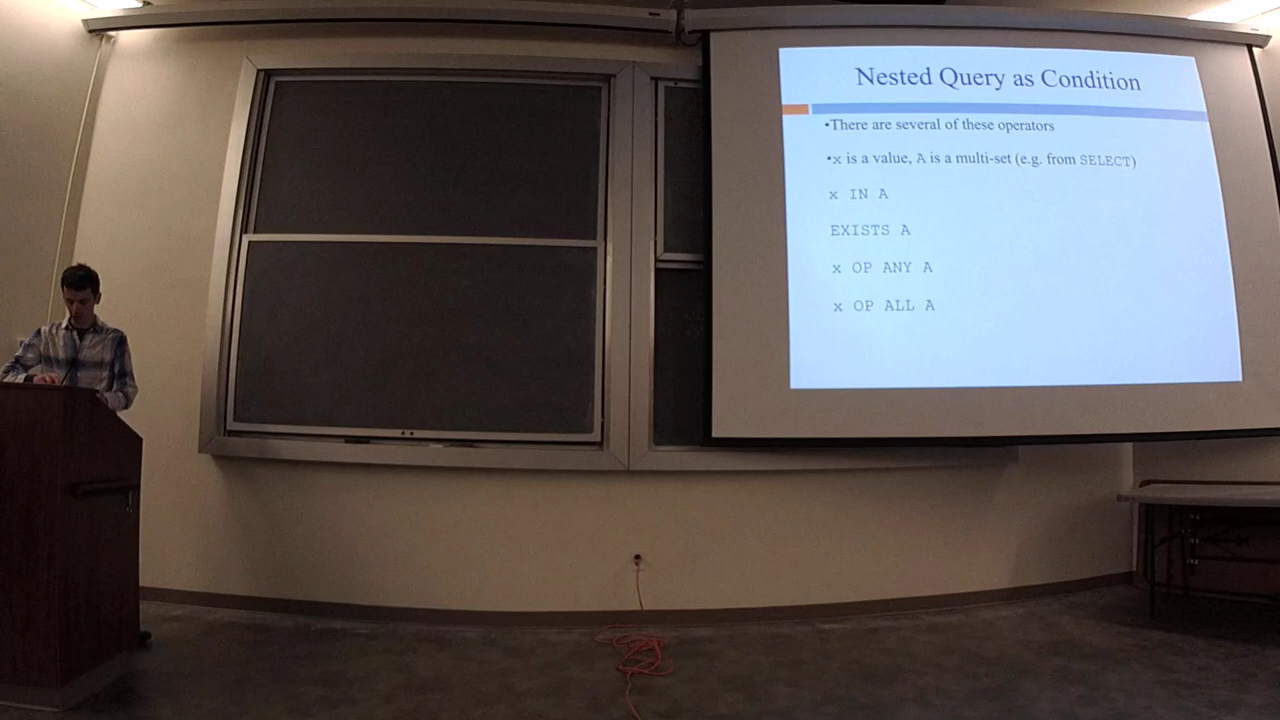 Nested Query as Condition
•There are several of these operators
•x is a value, A is a multi-set (e.g. from SELECT)
x IN A
EXISTS A
x OP ANY A
x OP ALL A